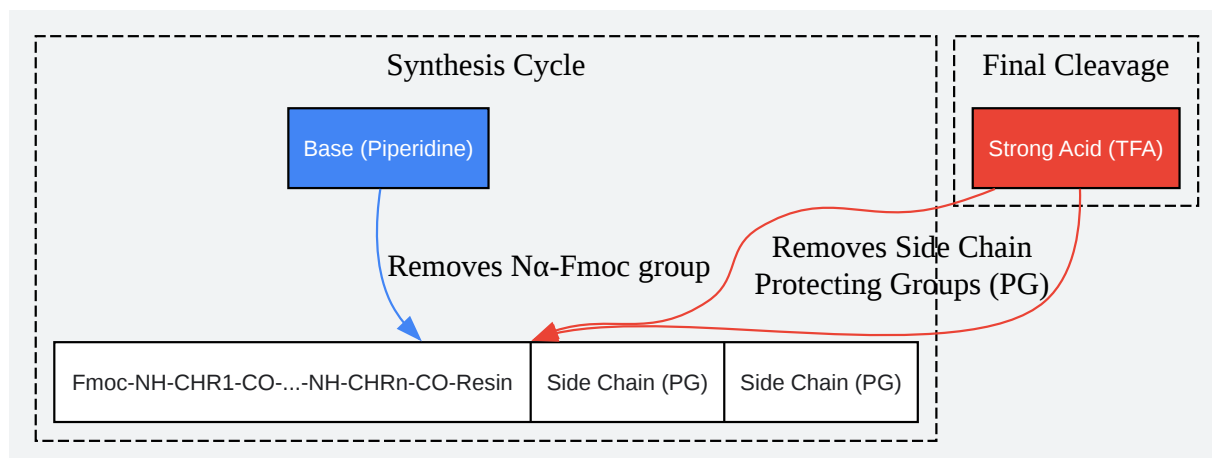 Synthesis Cycle
Final Cleavage
Base (Piperidine)
Strong Acid (TFA)
Removes Nα-Fmoc group
Removes Side Chain
Protecting Groups (PG)
Fmoc-NH-CHR1-CO-...-NH-CHRn-CO-Resin
Side Chain (PG)
Side Chain (PG)